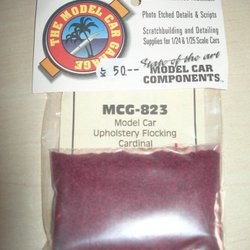 THE MODEL CAR GARAGE
Photo Etched Details & Scripts
Scratchbuilding and Detailing
Supplies for 1/24 & 1/25 Scale Cars
State of the art
MODEL CAR
COMPONENTS
50--
MCG-823
Model Car
Upholstery Flocking
Cardinal